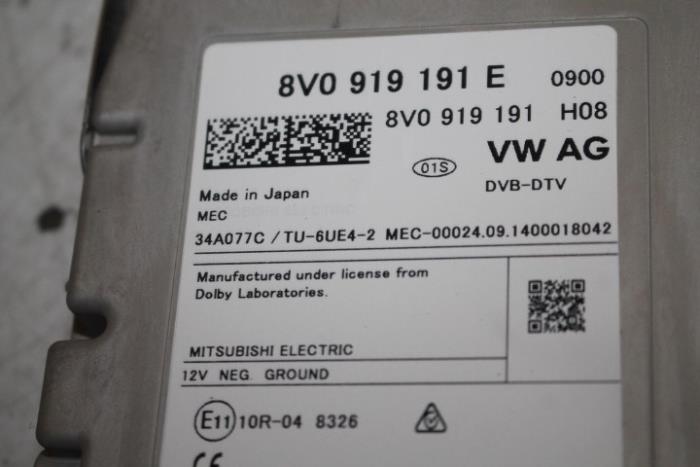 8V0 919 191 E 0900
8V0 919 191 H08
01S VW AG
DVB-DTV
Made in Japan
MEC
34A077C / TU-6UE4-2 MEC-00024.09.1400018042
Manufactured under license from
Dolby Laboratories.
MITSUBISHI ELECTRIC
12V NEG. GROUND
E11 10R-04 8326
CE